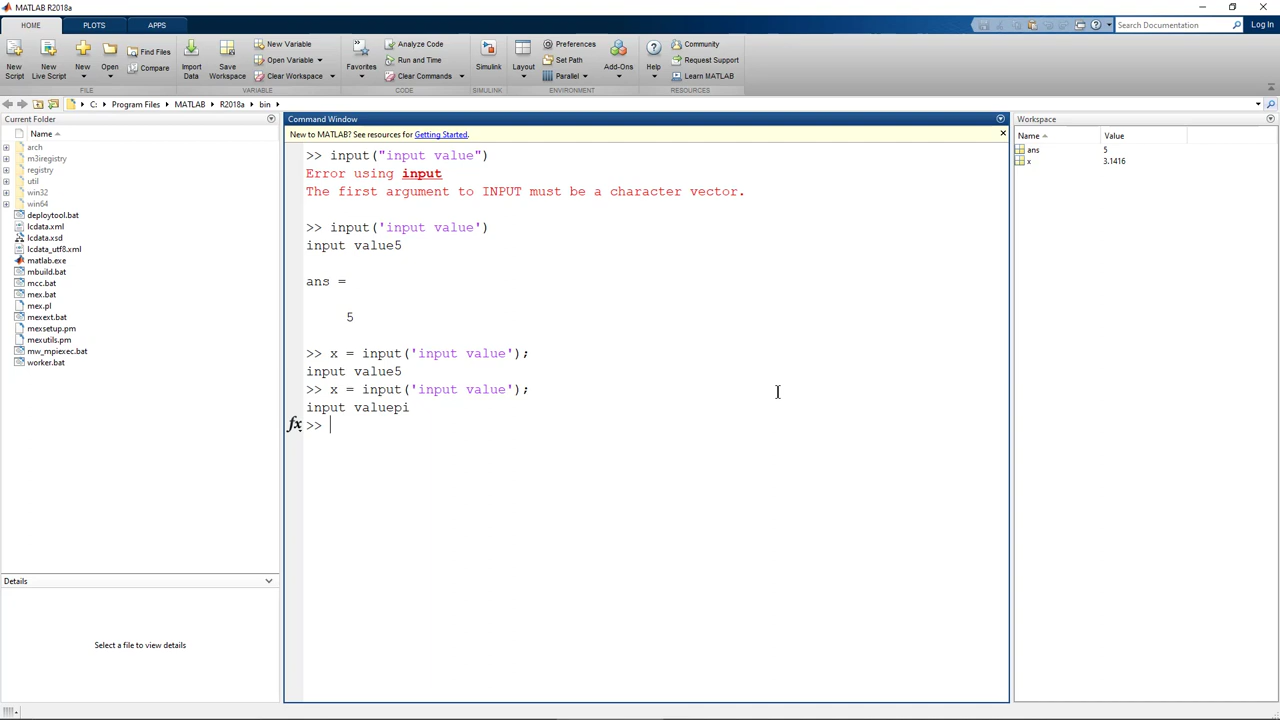 MATLAB R2018a
HOME PLOTS APPS Search Documentation Log In
New Script New Live Script New Open Find Files Compare Import Data Save Workspace New Variable Open Variable Clear Workspace Favorites Analyze Code Run and Time Clear Commands Simulink Layout Preferences Set Path Parallel Add-Ons Help Community Request Support Learn MATLAB
FILE VARIABLE CODE SIMULINK ENVIRONMENT RESOURCES
C: Program Files MATLAB R2018a bin
Current Folder
Name
arch
m3iregistry
registry
util
win32
win64
deploytool.bat
lcdata.xml
lcdata.xsd
lcdata_utf8.xml
matlab.exe
mbuild.bat
mcc.bat
mex.bat
mex.pl
mexext.bat
mexsetup.pm
mexutils.pm
mw_mpiexec.bat
worker.bat
Details
Select a file to view details
Command Window
New to MATLAB? See resources for Getting Started.
>> input("input value")
Error using input
The first argument to INPUT must be a character vector.
>> input('input value')
input value5
ans =
5
>> x = input('input value');
input value5
>> x = input('input value');
input valuepi
fx >>
Workspace
Name Value
ans 5
x 3.1416